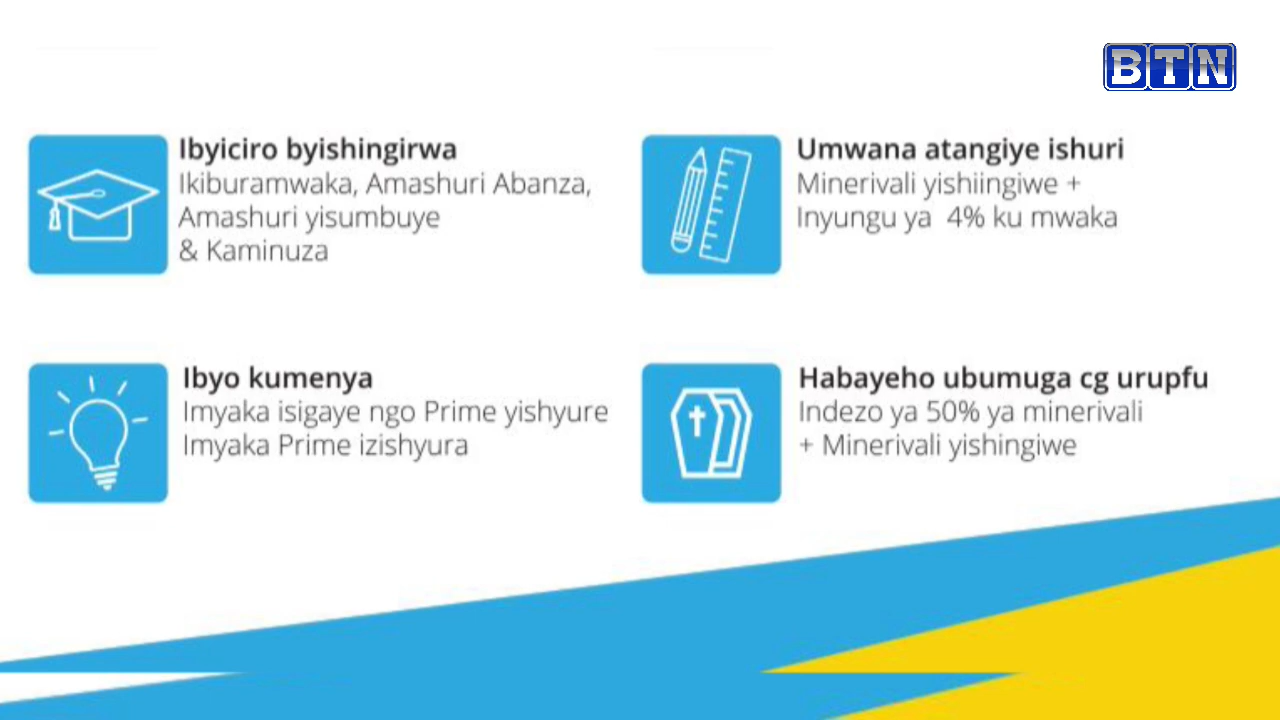 BTN
Ibyiciro byishingirwa
Ikiburamwaka, Amashuri Abanza,
Amashuri yisumbuye
& Kaminuza
Umwana atangiye ishuri
Minerivali yishiingiwe +
Inyungu ya 4% ku mwaka
Ibyo kumenya
Imyaka isigaye ngo Prime yishyure
Imyaka Prime izishyura
Habayeho ubumuga cg urupfu
Indezo ya 50% ya minerivali
+ Minerivali yishingiwe